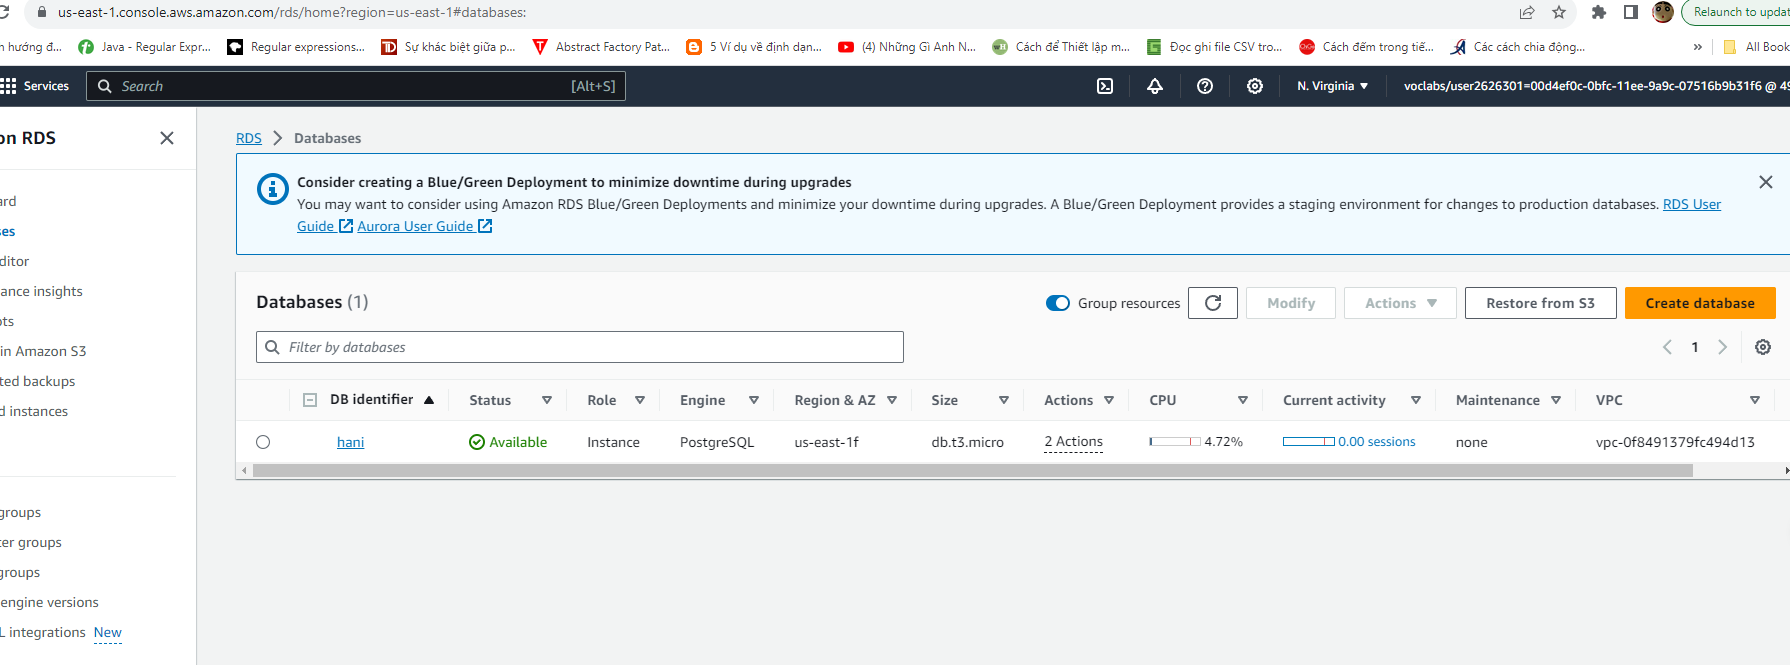 us-east-1.console.aws.amazon.com/rds/home?region=us-east-1#databases:
Relaunch to updat
n hướng đ... Java - Regular Expr... Regular expressions... Sự khác biệt giữa p... Abstract Factory Pat... 5 Ví dụ về định dạn... (4) Những Gì Anh N... Cách để Thiết lập m... Đọc ghi file CSV tro... Cách đếm trong tiế... Các cách chia động... » All Book
Services Search [Alt+S] N. Virginia voclabs/user2626301=00d4ef0c-0bfc-11ee-9a9c-07516b9b31f6 @ 49
on RDS
ard
ses
ditor
ance insights
ots
in Amazon S3
ted backups
d instances
groups
ter groups
groups
engine versions
L integrations New
RDS Databases
Consider creating a Blue/Green Deployment to minimize downtime during upgrades
You may want to consider using Amazon RDS Blue/Green Deployments and minimize your downtime during upgrades. A Blue/Green Deployment provides a staging environment for changes to production databases. RDS User
Guide Aurora User Guide
Databases (1) Group resources Modify Actions Restore from S3 Create database
Filter by databases 1
DB identifier Status Role Engine Region & AZ Size Actions CPU Current activity Maintenance VPC
hani Available Instance PostgreSQL us-east-1f db.t3.micro 2 Actions 4.72% 0.00 sessions none vpc-0f8491379fc494d13